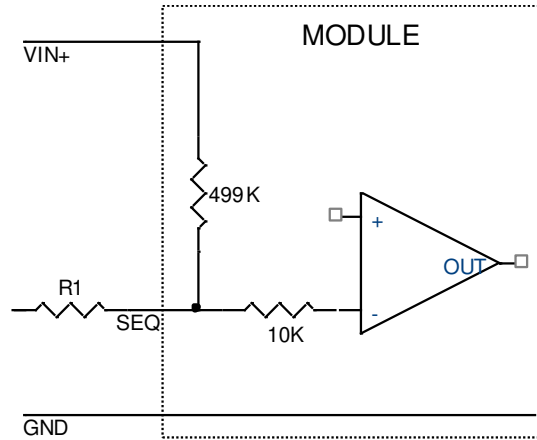 MODULE
VIN+
499K
+
OUT
R1
SEQ
10K
-
GND